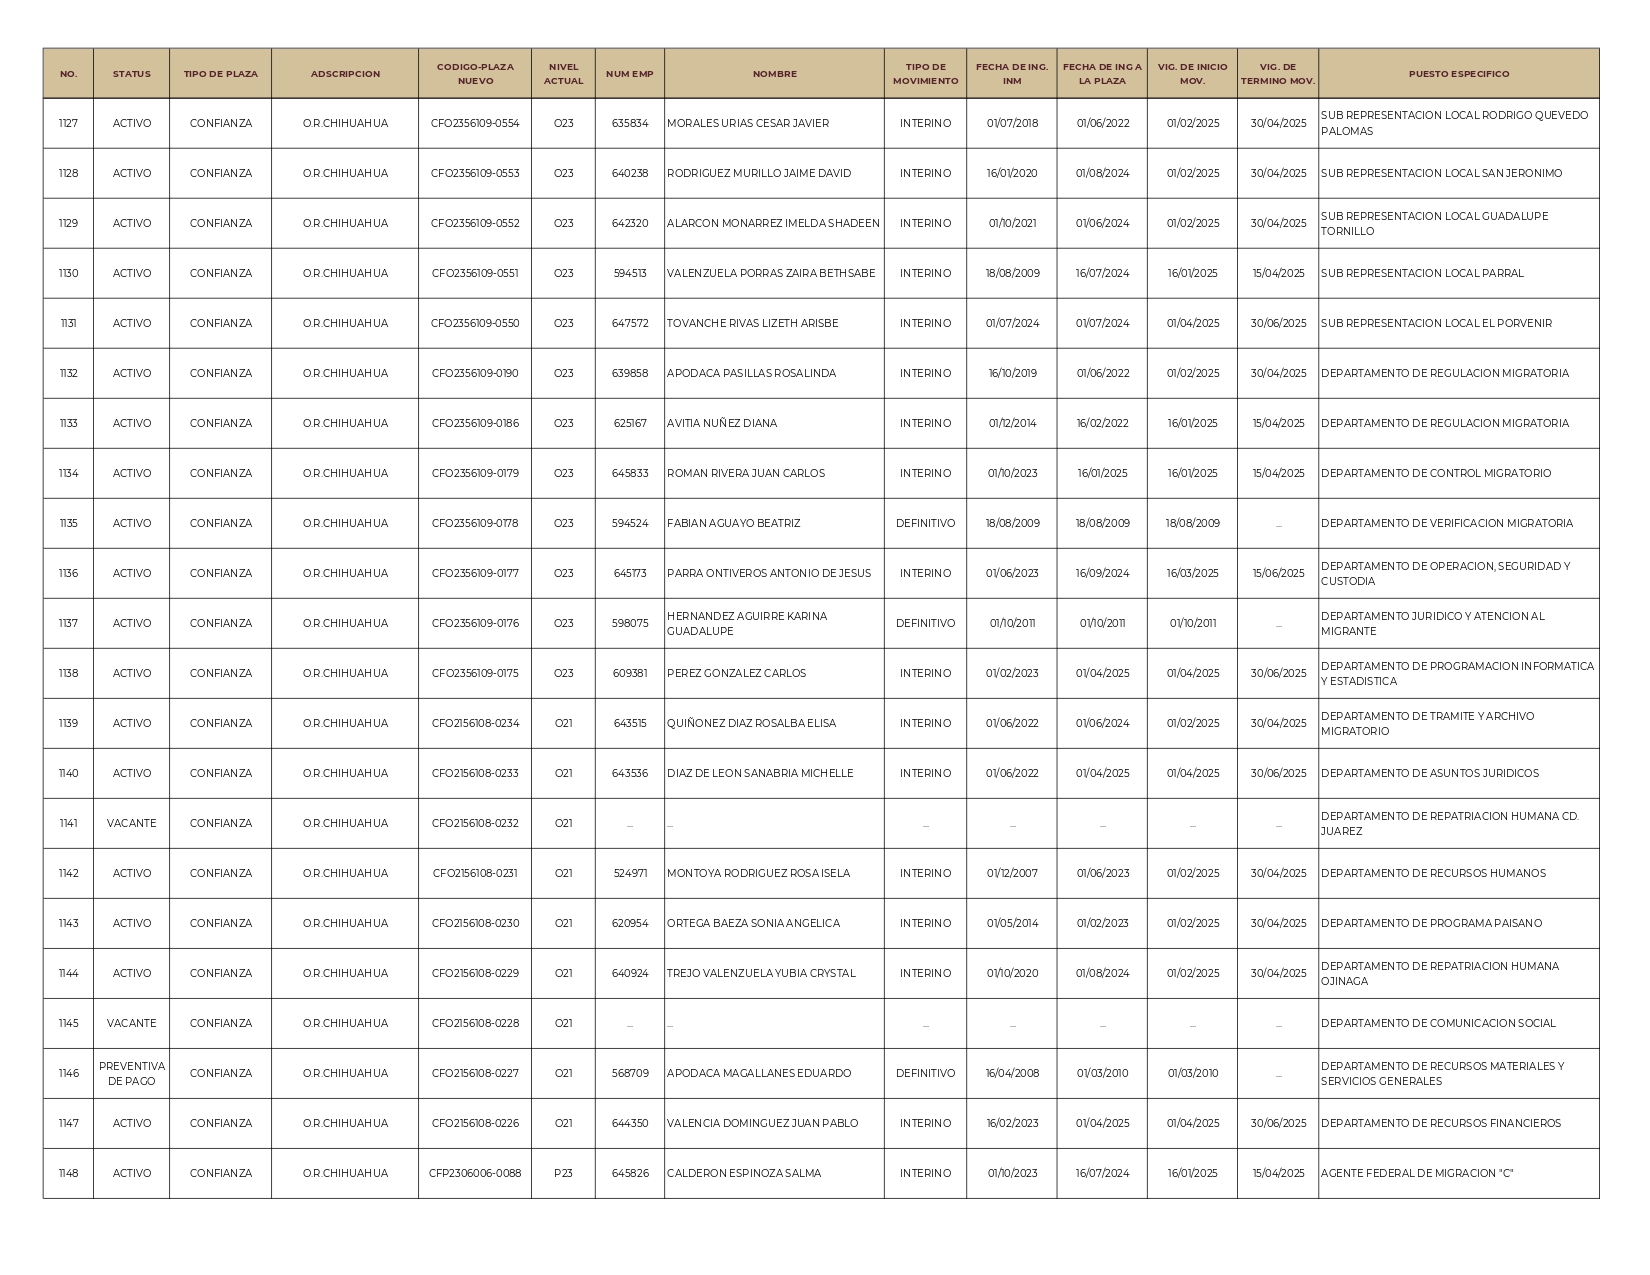 NO. STATUS TIPO DE PLAZA ADSCRIPCION CODIGO-PLAZA NUEVO NIVEL ACTUAL NUM EMP NOMBRE TIPO DE MOVIMIENTO FECHA DE ING. INM FECHA DE ING A LA PLAZA VIG. DE INICIO MOV. VIG. DE TERMINO MOV. PUESTO ESPECIFICO
1127 ACTIVO CONFIANZA O.R.CHIHUAHUA CFO2356109-0554 O23 635834 MORALES URIAS CESAR JAVIER INTERINO 01/07/2018 01/06/2022 01/02/2025 30/04/2025 SUB REPRESENTACION LOCAL RODRIGO QUEVEDO PALOMAS
1128 ACTIVO CONFIANZA O.R.CHIHUAHUA CFO2356109-0553 O23 640238 RODRIGUEZ MURILLO JAIME DAVID INTERINO 16/01/2020 01/08/2024 01/02/2025 30/04/2025 SUB REPRESENTACION LOCAL SAN JERONIMO
1129 ACTIVO CONFIANZA O.R.CHIHUAHUA CFO2356109-0552 O23 642320 ALARCON MONARREZ IMELDA SHADEEN INTERINO 01/10/2021 01/06/2024 01/02/2025 30/04/2025 SUB REPRESENTACION LOCAL GUADALUPE TORNILLO
1130 ACTIVO CONFIANZA O.R.CHIHUAHUA CFO2356109-0551 O23 594513 VALENZUELA PORRAS ZAIRA BETHSABE INTERINO 18/08/2009 16/07/2024 16/01/2025 15/04/2025 SUB REPRESENTACION LOCAL PARRAL
1131 ACTIVO CONFIANZA O.R.CHIHUAHUA CFO2356109-0550 O23 647572 TOVANCHE RIVAS LIZETH ARISBE INTERINO 01/07/2024 01/07/2024 01/04/2025 30/06/2025 SUB REPRESENTACION LOCAL EL PORVENIR
1132 ACTIVO CONFIANZA O.R.CHIHUAHUA CFO2356109-0190 O23 639858 APODACA PASILLAS ROSALINDA INTERINO 16/10/2019 01/06/2022 01/02/2025 30/04/2025 DEPARTAMENTO DE REGULACION MIGRATORIA
1133 ACTIVO CONFIANZA O.R.CHIHUAHUA CFO2356109-0186 O23 625167 AVITIA NUÑEZ DIANA INTERINO 01/12/2014 16/02/2022 16/01/2025 15/04/2025 DEPARTAMENTO DE REGULACION MIGRATORIA
1134 ACTIVO CONFIANZA O.R.CHIHUAHUA CFO2356109-0179 O23 645833 ROMAN RIVERA JUAN CARLOS INTERINO 01/10/2023 16/01/2025 16/01/2025 15/04/2025 DEPARTAMENTO DE CONTROL MIGRATORIO
1135 ACTIVO CONFIANZA O.R.CHIHUAHUA CFO2356109-0178 O23 594524 FABIAN AGUAYO BEATRIZ DEFINITIVO 18/08/2009 18/08/2009 18/08/2009 ... DEPARTAMENTO DE VERIFICACION MIGRATORIA
1136 ACTIVO CONFIANZA O.R.CHIHUAHUA CFO2356109-0177 O23 645173 PARRA ONTIVEROS ANTONIO DE JESUS INTERINO 01/06/2023 16/09/2024 16/03/2025 15/06/2025 DEPARTAMENTO DE OPERACION, SEGURIDAD Y CUSTODIA
1137 ACTIVO CONFIANZA O.R.CHIHUAHUA CFO2356109-0176 O23 598075 HERNANDEZ AGUIRRE KARINA GUADALUPE DEFINITIVO 01/10/2011 01/10/2011 01/10/2011 ... DEPARTAMENTO JURIDICO Y ATENCION AL MIGRANTE
1138 ACTIVO CONFIANZA O.R.CHIHUAHUA CFO2356109-0175 O23 609381 PEREZ GONZALEZ CARLOS INTERINO 01/02/2023 01/04/2025 01/04/2025 30/06/2025 DEPARTAMENTO DE PROGRAMACION INFORMATICA Y ESTADISTICA
1139 ACTIVO CONFIANZA O.R.CHIHUAHUA CFO2156108-0234 O21 643515 QUIÑONEZ DIAZ ROSALBA ELISA INTERINO 01/06/2022 01/06/2024 01/02/2025 30/04/2025 DEPARTAMENTO DE TRAMITE Y ARCHIVO MIGRATORIO
1140 ACTIVO CONFIANZA O.R.CHIHUAHUA CFO2156108-0233 O21 643536 DIAZ DE LEON SANABRIA MICHELLE INTERINO 01/06/2022 01/04/2025 01/04/2025 30/06/2025 DEPARTAMENTO DE ASUNTOS JURIDICOS
1141 VACANTE CONFIANZA O.R.CHIHUAHUA CFO2156108-0232 O21 ... ... ... ... ... ... ... DEPARTAMENTO DE REPATRIACION HUMANA CD. JUAREZ
1142 ACTIVO CONFIANZA O.R.CHIHUAHUA CFO2156108-0231 O21 524971 MONTOYA RODRIGUEZ ROSA ISELA INTERINO 01/12/2007 01/06/2023 01/02/2025 30/04/2025 DEPARTAMENTO DE RECURSOS HUMANOS
1143 ACTIVO CONFIANZA O.R.CHIHUAHUA CFO2156108-0230 O21 620954 ORTEGA BAEZA SONIA ANGELICA INTERINO 01/05/2014 01/02/2023 01/02/2025 30/04/2025 DEPARTAMENTO DE PROGRAMA PAISANO
1144 ACTIVO CONFIANZA O.R.CHIHUAHUA CFO2156108-0229 O21 640924 TREJO VALENZUELA YUBIA CRYSTAL INTERINO 01/10/2020 01/08/2024 01/02/2025 30/04/2025 DEPARTAMENTO DE REPATRIACION HUMANA OJINAGA
1145 VACANTE CONFIANZA O.R.CHIHUAHUA CFO2156108-0228 O21 ... ... ... ... ... ... ... DEPARTAMENTO DE COMUNICACION SOCIAL
1146 PREVENTIVA DE PAGO CONFIANZA O.R.CHIHUAHUA CFO2156108-0227 O21 568709 APODACA MAGALLANES EDUARDO DEFINITIVO 16/04/2008 01/03/2010 01/03/2010 ... DEPARTAMENTO DE RECURSOS MATERIALES Y SERVICIOS GENERALES
1147 ACTIVO CONFIANZA O.R.CHIHUAHUA CFO2156108-0226 O21 644350 VALENCIA DOMINGUEZ JUAN PABLO INTERINO 16/02/2023 01/04/2025 01/04/2025 30/06/2025 DEPARTAMENTO DE RECURSOS FINANCIEROS
1148 ACTIVO CONFIANZA O.R.CHIHUAHUA CFP2306006-0088 P23 645826 CALDERON ESPINOZA SALMA INTERINO 01/10/2023 16/07/2024 16/01/2025 15/04/2025 AGENTE FEDERAL DE MIGRACION "C"